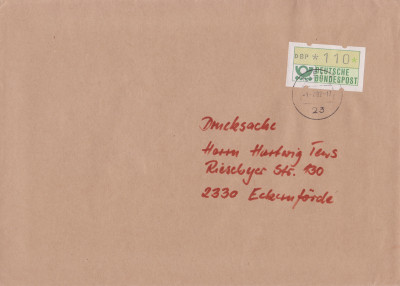 DBP * 110 *
DEUTSCHE
BUNDESPOST
23
Drucksache
Herrn Hartwig Tews
Riesebyer Str. 130
2330 Eckernförde